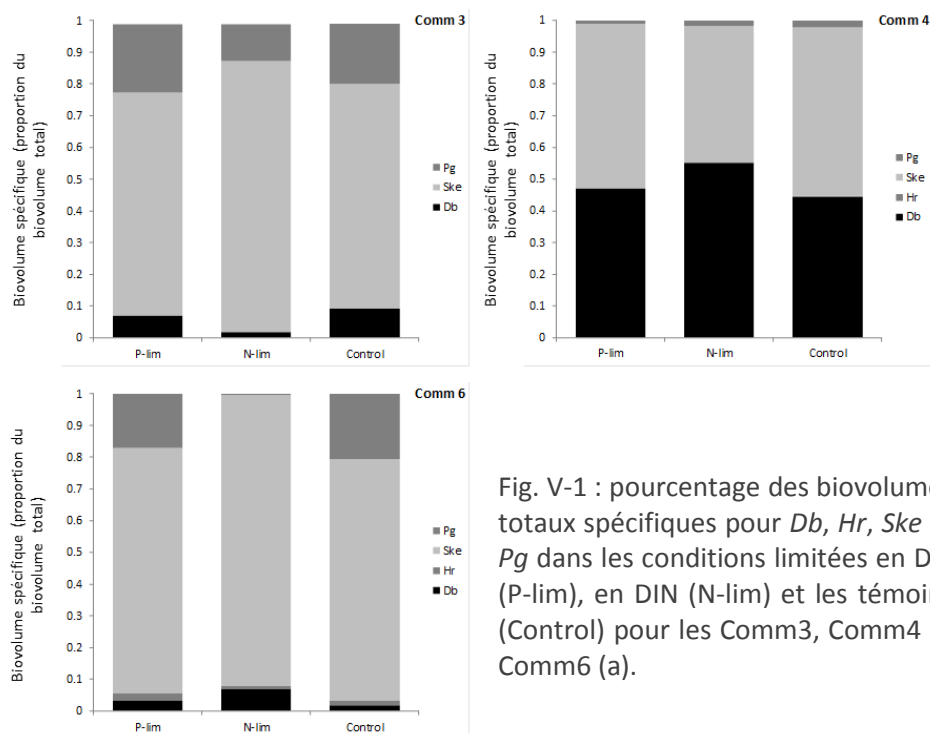 Comm 3
Biovolume spécifique (proportion du
biovolume total)
1
0.9
0.8
0.7
0.6
0.5
0.4
0.3
0.2
0.1
0
P-lim
N-lim
Control
Pg
Ske
Db
Comm 4
Biovolume spécifique (proportion du
biovolume total)
1
0.9
0.8
0.7
0.6
0.5
0.4
0.3
0.2
0.1
0
P-lim
N-lim
Control
Pg
Ske
Hr
Db
Comm 6
Biovolume spécifique (proportion du
biovolume total)
1
0.9
0.8
0.7
0.6
0.5
0.4
0.3
0.2
0.1
0
P-lim
N-lim
Control
Pg
Ske
Hr
Db
Fig. V-1 : pourcentage des biovolume
totaux spécifiques pour Db, Hr, Ske
Pg dans les conditions limitées en D
(P-lim), en DIN (N-lim) et les témoin
(Control) pour les Comm3, Comm4
Comm6 (a).